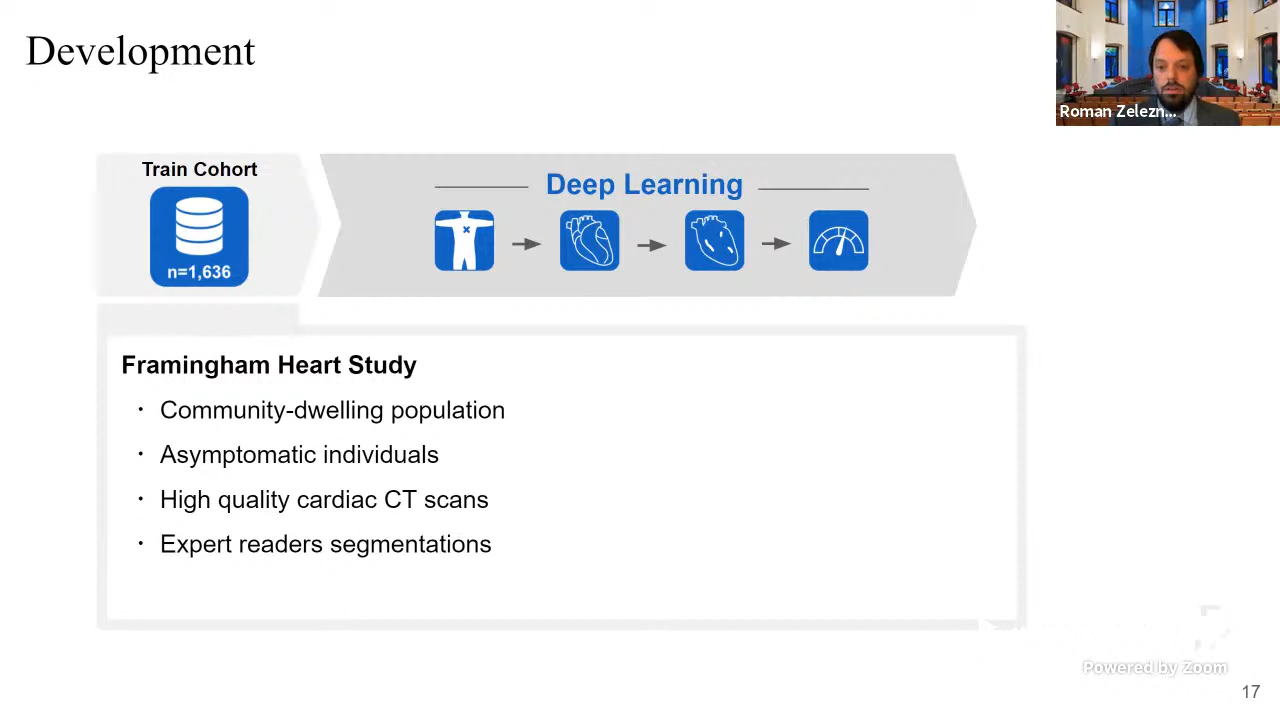 Development
Roman Zelezn...
Train Cohort
n=1,636
Deep Learning
Framingham Heart Study
· Community-dwelling population
· Asymptomatic individuals
· High quality cardiac CT scans
· Expert readers segmentations
Powered by Zoom
17